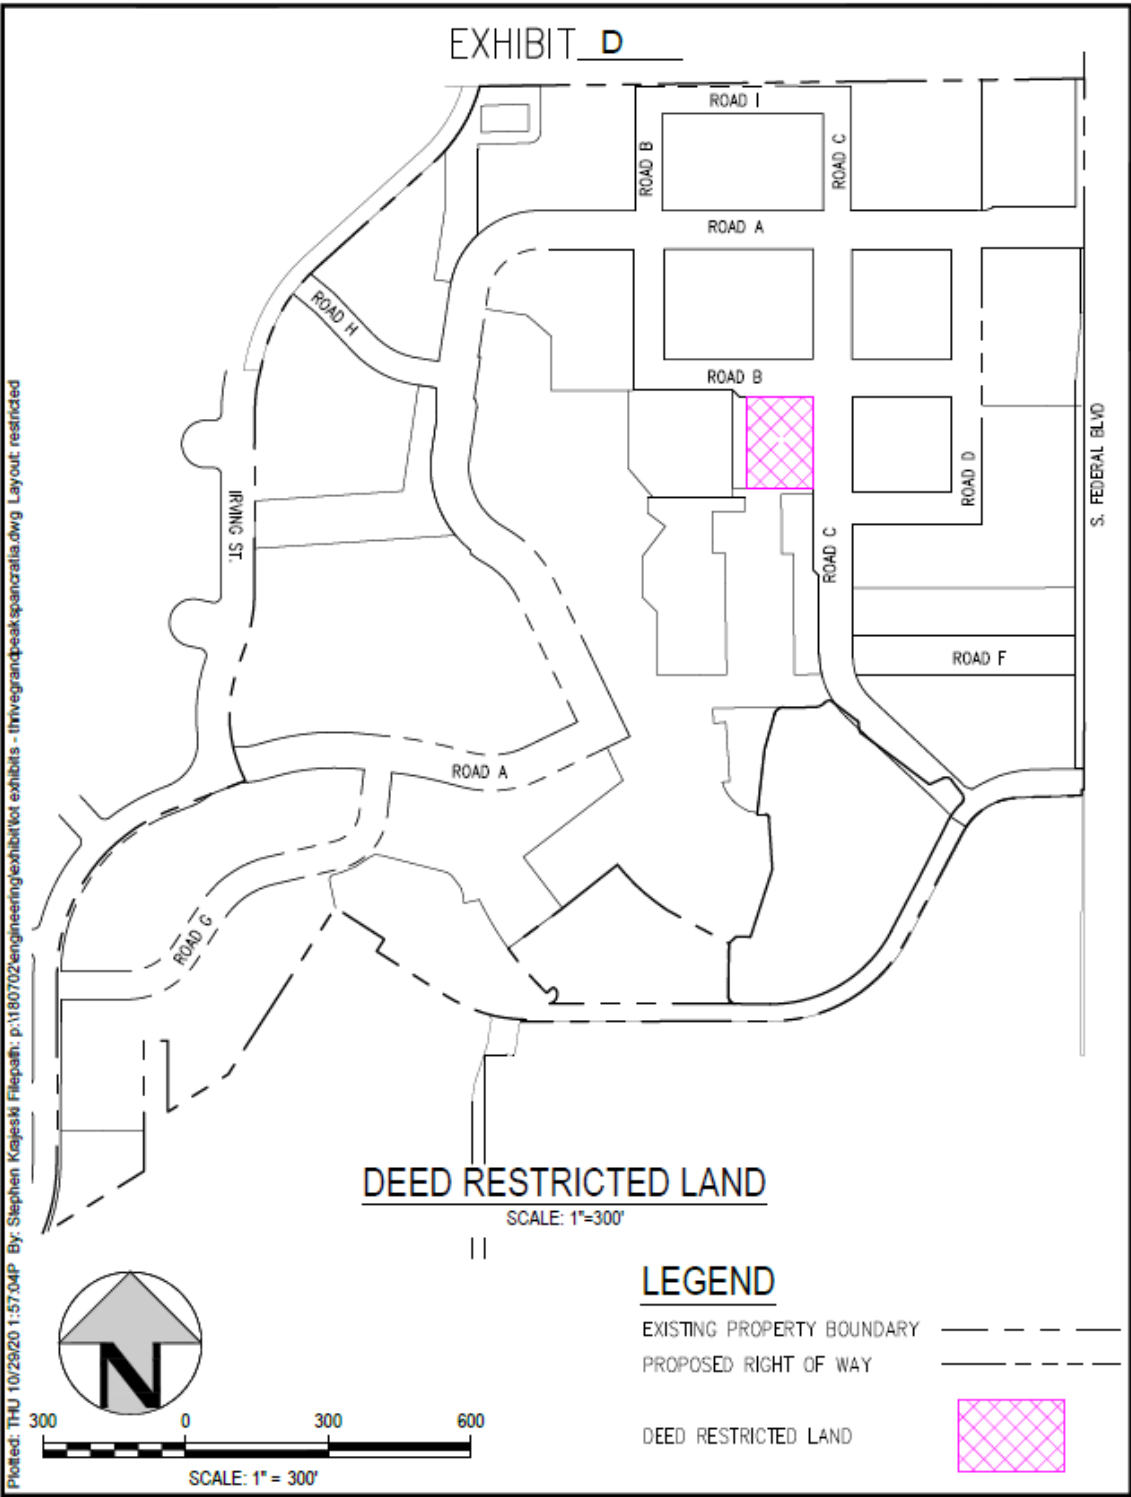 EXHIBIT D
ROAD I
ROAD B
ROAD C
ROAD A
ROAD H
ROAD B
S. FEDERAL BLVD
ROAD D
IRVING ST.
ROAD C
ROAD F
ROAD A
ROAD G
DEED RESTRICTED LAND
SCALE: 1"=300'
LEGEND
EXISTING PROPERTY BOUNDARY
PROPOSED RIGHT OF WAY
DEED RESTRICTED LAND
N
300 0 300 600
SCALE: 1" = 300'
Plotted: THU 10/29/20 1:57:04P By: Stephen Krajeski Filepath: p:\180702\engineering\exhibit\lot exhibits - thrivegrandpeakspancratia.dwg Layout: restricted